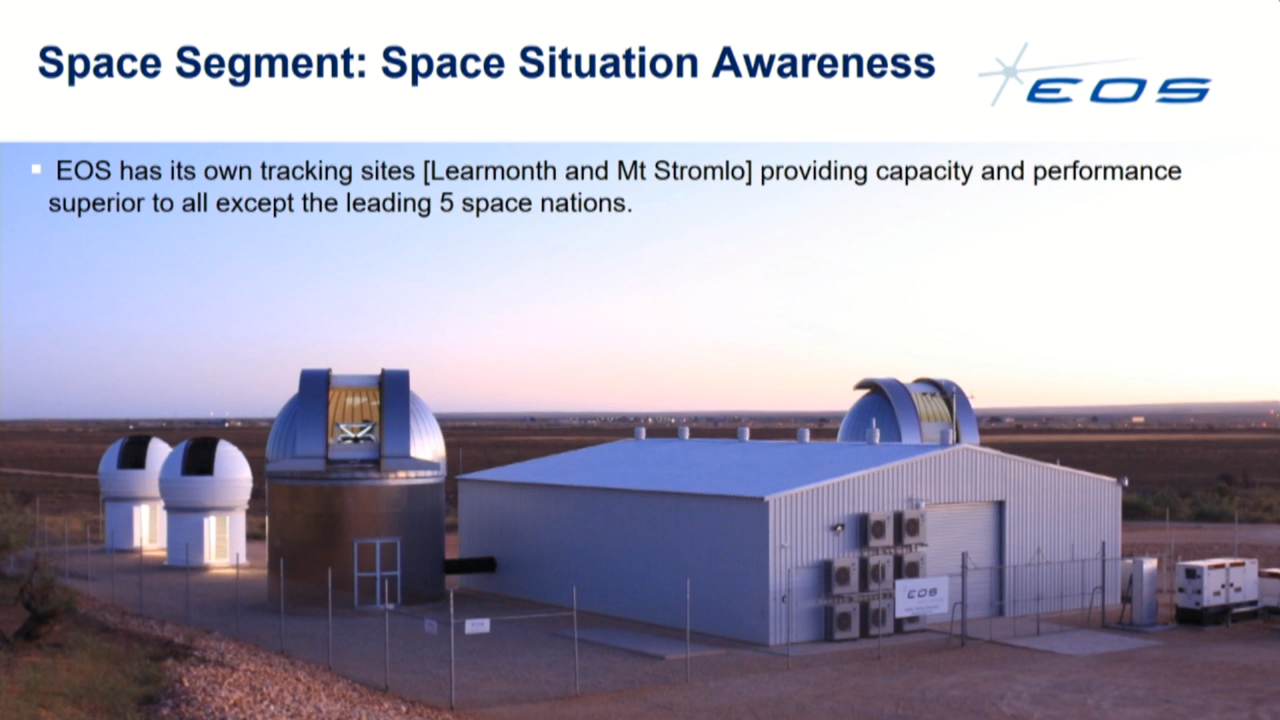 Space Segment: Space Situation Awareness
EOS
EOS has its own tracking sites [Learmonth and Mt Stromlo] providing capacity and performance
superior to all except the leading 5 space nations.
EOS